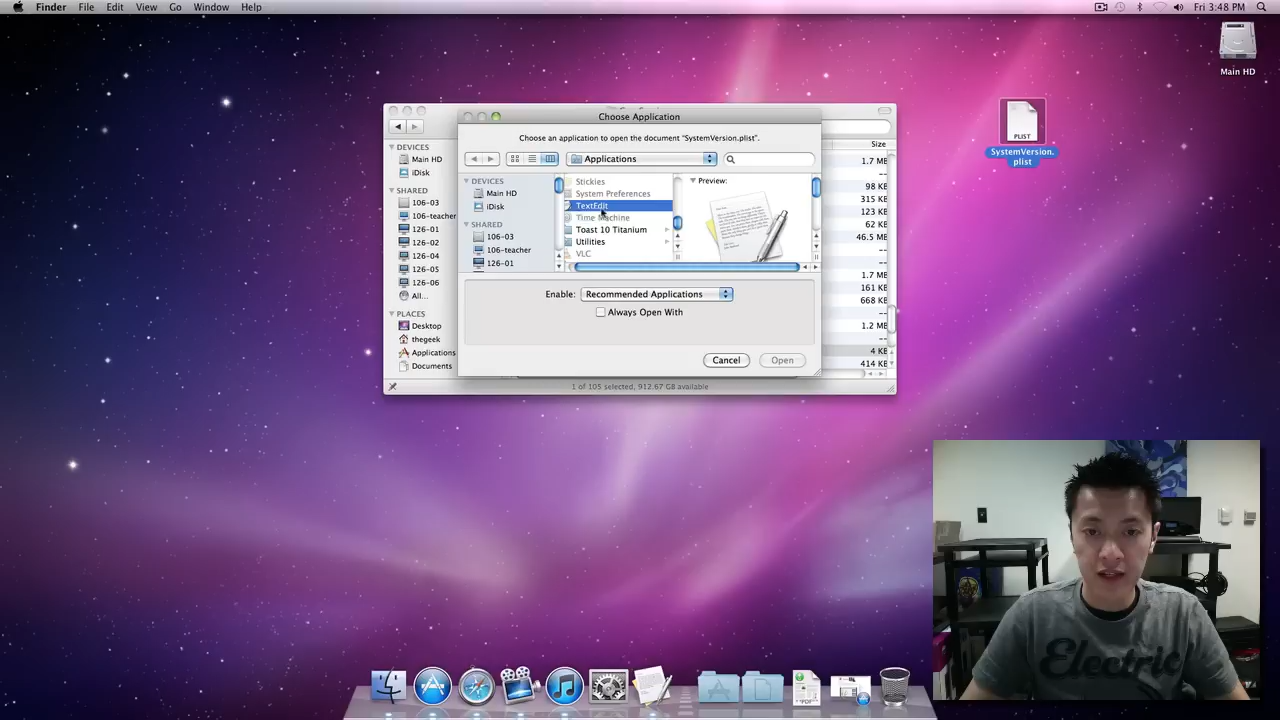 Finder File Edit View Go Window Help
Fri 3:48 PM
Main HD
PLIST
SystemVersion.
plist
Choose Application
Choose an application to open the document “SystemVersion.plist”.
Applications
DEVICES
Main HD
iDisk
SHARED
106-03
106-teacher
126-01
126-02
126-04
126-05
126-06
All...
PLACES
Desktop
thegeek
Applications
Documents
DEVICES
Main HD
iDisk
SHARED
106-03
106-teacher
126-01
Stickies
System Preferences
TextEdit
Time Machine
Toast 10 Titanium
Utilities
VLC
Preview:
Enable: Recommended Applications
Always Open With
Cancel
Open
Size
1.7 MB
--
98 KB
315 KB
123 KB
62 KB
46.5 MB
--
--
1.7 MB
161 KB
668 KB
--
1.2 MB
--
4 KB
414 KB
1 of 105 selected, 912.67 GB available
Electric
PDF